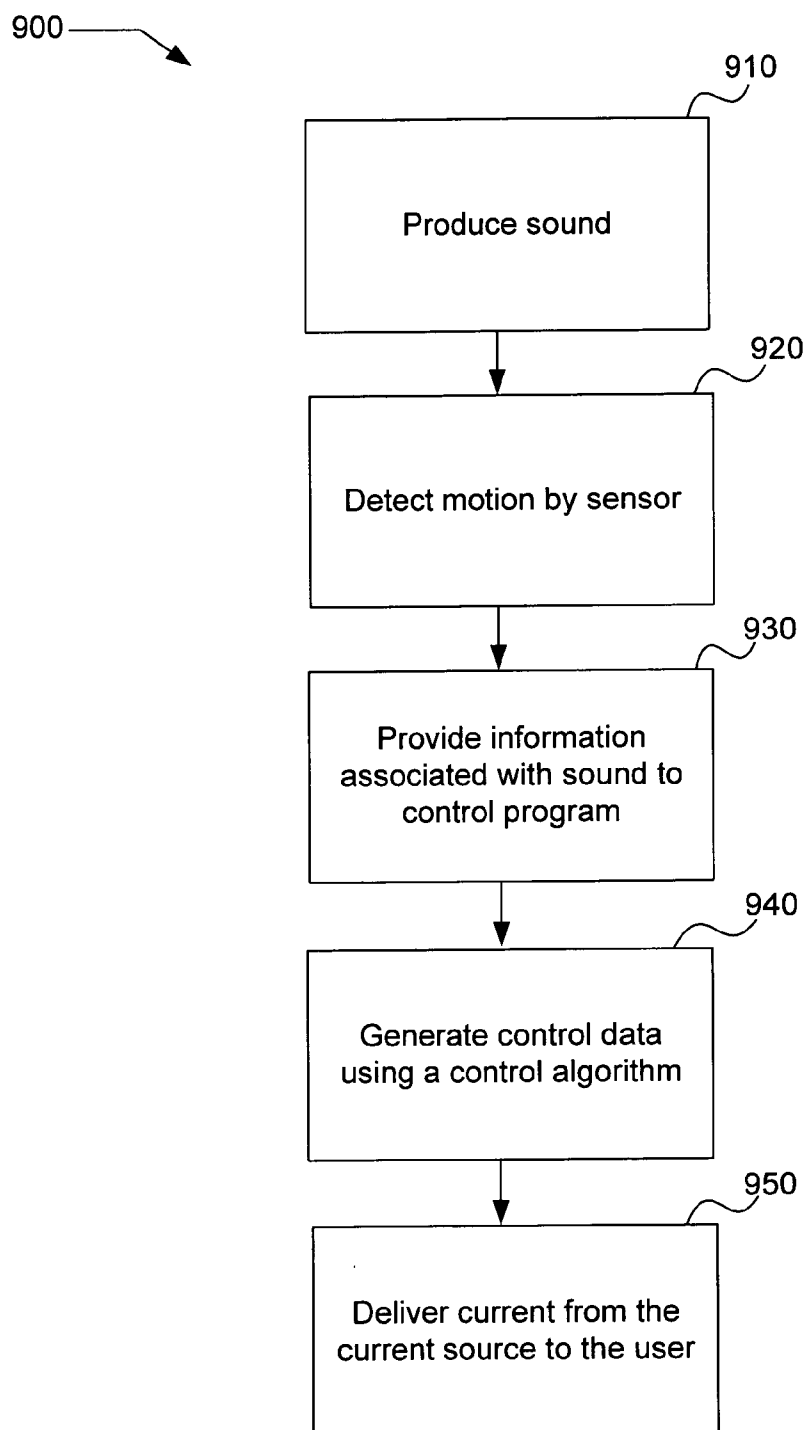 900
910
Produce sound
920
Detect motion by sensor
930
Provide information
associated with sound to
control program
940
Generate control data
using a control algorithm
950
Deliver current from the
current source to the user